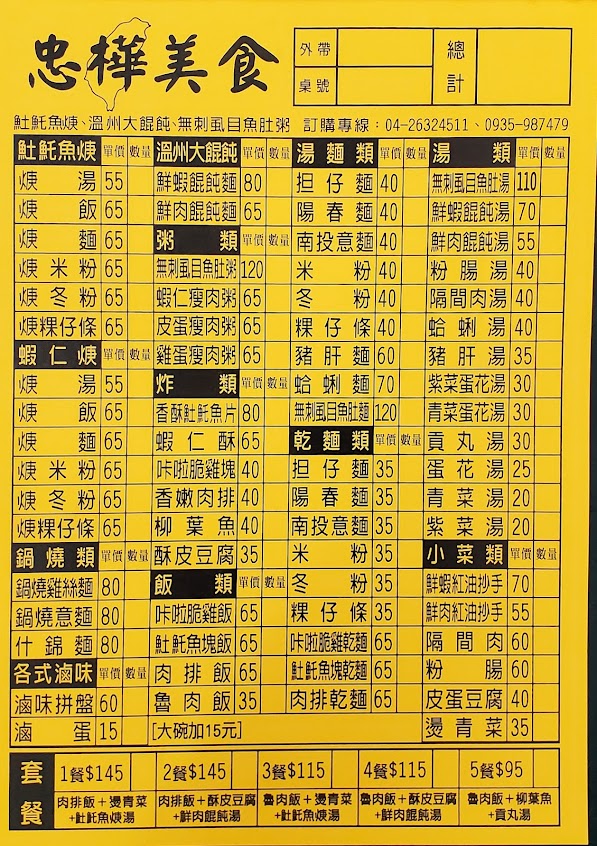 忠樺美食
外帶
桌號
總計
魠魠魚焿、溫州大餛飩、無刺虱目魚肚粥 訂購專線：04-26324511、0935-987479
魠魠魚焿 單價 數量
焿湯 55
焿飯 65
焿麵 65
焿米粉 65
焿冬粉 65
焿粿仔條 65
蝦仁焿 單價 數量
焿湯 55
焿飯 65
焿麵 65
焿米粉 65
焿冬粉 65
焿粿仔條 65
鍋燒類 單價 數量
鍋燒雞絲麵 80
鍋燒意麵 80
什錦麵 80
各式滷味 單價 數量
滷味拼盤 60
滷蛋 15
溫州大餛飩 單價 數量
鮮蝦餛飩麵 80
鮮肉餛飩麵 65
粥類 單價 數量
無刺虱目魚肚粥 120
蝦仁瘦肉粥 65
皮蛋瘦肉粥 65
雞蛋瘦肉粥 65
炸類 單價 數量
香酥魠魠魚片 80
蝦仁酥 65
咔啦脆雞塊 40
香嫩肉排 40
柳葉魚 40
酥皮豆腐 35
飯類 單價 數量
咔啦脆雞飯 65
魠魠魚塊飯 65
肉排飯 65
魯肉飯 35
[大碗加15元]
湯麵類 單價 數量
担仔麵 40
陽春麵 40
南投意麵 40
米粉 40
冬粉 40
粿仔條 40
豬肝麵 60
蛤蜊麵 70
無刺虱目魚肚麵 120
乾麵類 單價 數量
担仔麵 35
陽春麵 35
南投意麵 35
米粉 35
冬粉 35
粿仔條 35
咔啦脆雞乾麵 65
魠魠魚塊乾麵 65
肉排乾麵 65
湯類 單價 數量
無刺虱目魚肚湯 110
鮮蝦餛飩湯 70
鮮肉餛飩湯 55
粉腸湯 40
隔間肉湯 40
蛤蜊湯 40
豬肝湯 35
紫菜蛋花湯 30
青菜蛋花湯 30
貢丸湯 30
蛋花湯 25
青菜湯 20
紫菜湯 20
小菜類 單價 數量
鮮蝦紅油抄手 70
鮮肉紅油抄手 55
隔間肉 60
粉腸 60
皮蛋豆腐 40
燙青菜 35
套餐
1餐$145
肉排飯＋燙青菜
+魠魠魚焿湯
2餐$145
肉排飯＋酥皮豆腐
+鮮肉餛飩湯
3餐$115
魯肉飯＋燙青菜
+魠魠魚焿湯
4餐$115
魯肉飯＋酥皮豆腐
+鮮肉餛飩湯
5餐$95
魯肉飯＋柳葉魚
+貢丸湯